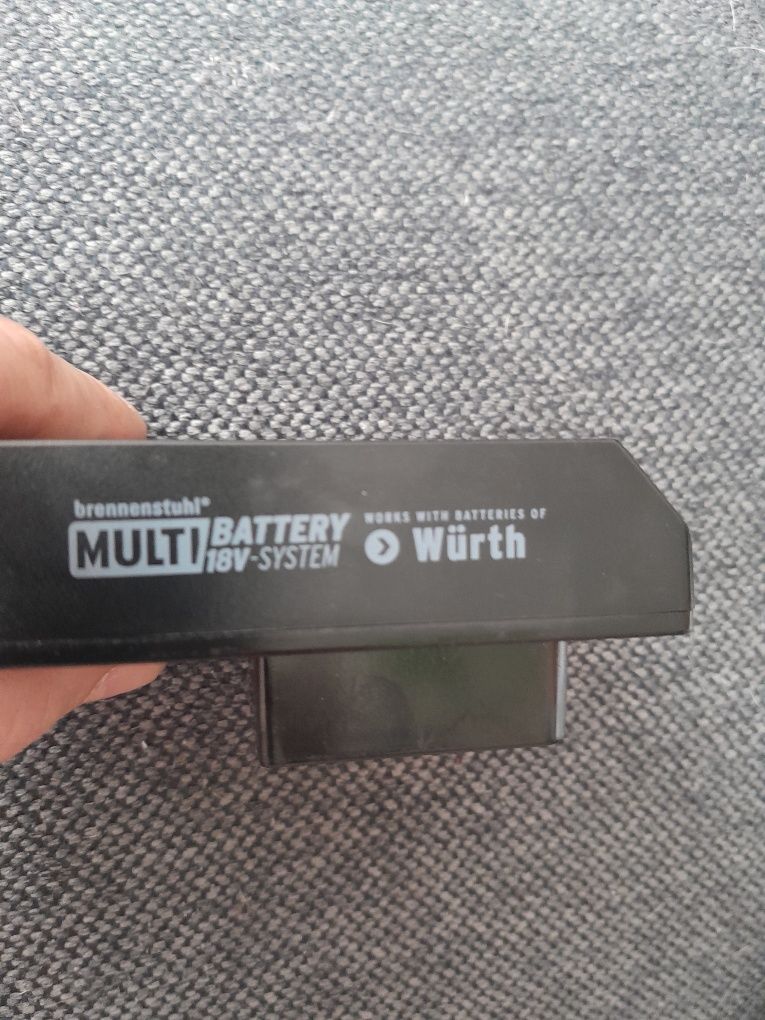 brennenstuhl®
MULTI BATTERY
18V-SYSTEM
WORKS WITH BATTERIES OF
Würth